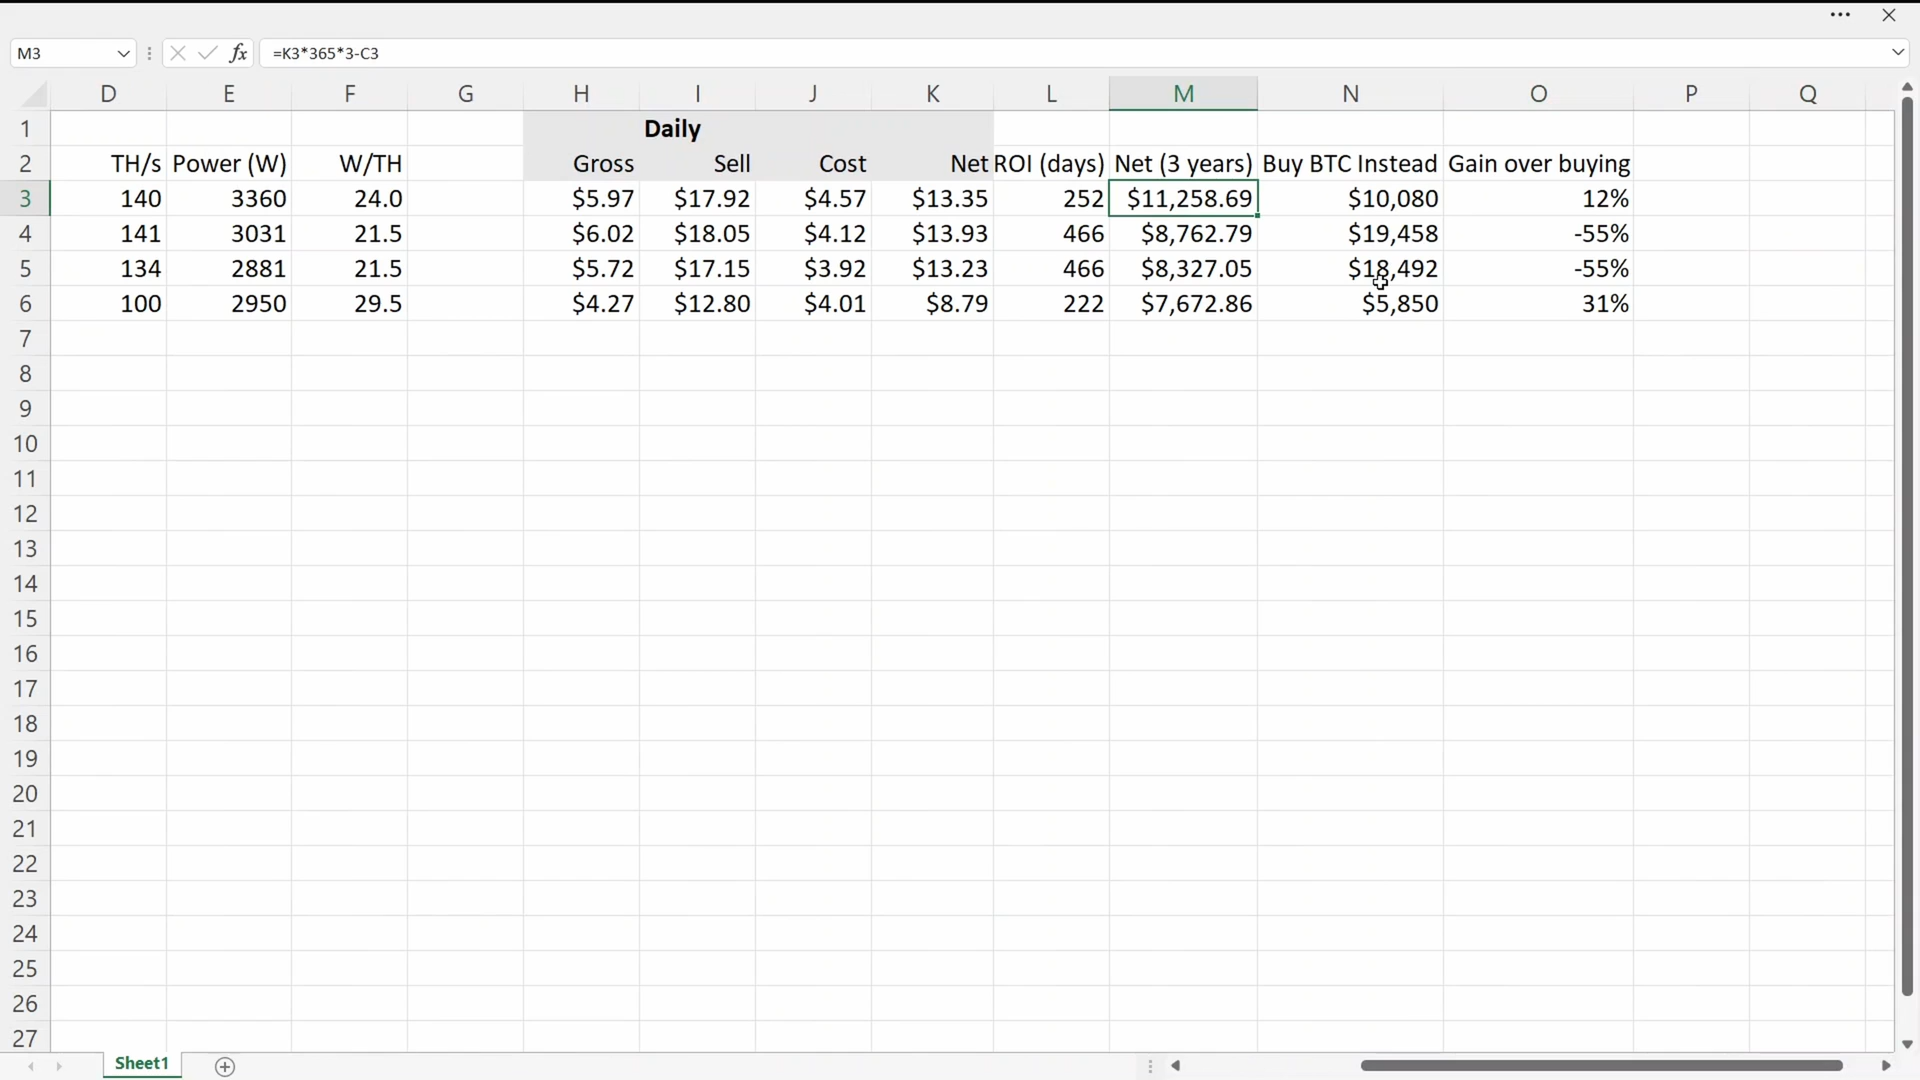 M3 fx =K3*365*3-C3
D E F G H I J K L M N O P Q
1 Daily
2 TH/s Power (W) W/TH Gross Sell Cost Net ROI (days) Net (3 years) Buy BTC Instead Gain over buying
3 140 3360 24.0 $5.97 $17.92 $4.57 $13.35 252 $11,258.69 $10,080 12%
4 141 3031 21.5 $6.02 $18.05 $4.12 $13.93 466 $8,762.79 $19,458 -55%
5 134 2881 21.5 $5.72 $17.15 $3.92 $13.23 466 $8,327.05 $18,492 -55%
6 100 2950 29.5 $4.27 $12.80 $4.01 $8.79 222 $7,672.86 $5,850 31%
7
8
9
10
11
12
13
14
15
16
17
18
19
20
21
22
23
24
25
26
27
Sheet1